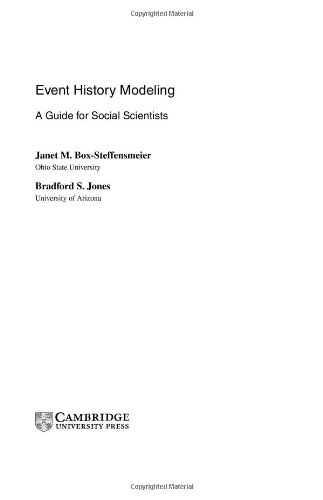 Copyrighted Material
Event History Modeling
A Guide for Social Scientists
Janet M. Box-Steffensmeier
Ohio State University
Bradford S. Jones
University of Arizona
CAMBRIDGE
UNIVERSITY PRESS
Copyrighted Material